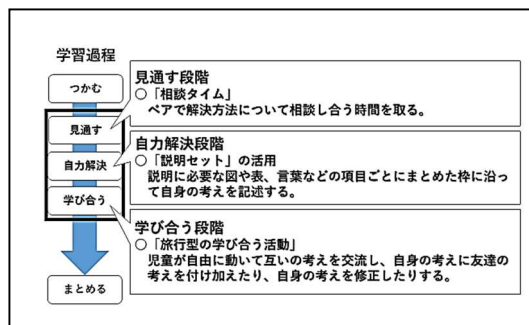 学習過程
つかむ
見通す
自力解決
学び合う
まとめる
見通す段階
○「相談タイム」
ペアで解決方法について相談し合う時間を取る。
自力解決段階
○「説明セット」の活用
説明に必要な図や表、言葉などの項目ごとにまとめた枠に沿っ
て自身の考えを記述する。
学び合う段階
○「旅行型の学び合う活動」
児童が自由に動いて互いの考えを交流し、自身の考えに友達の
考えを付け加えたり、自身の考えを修正したりする。